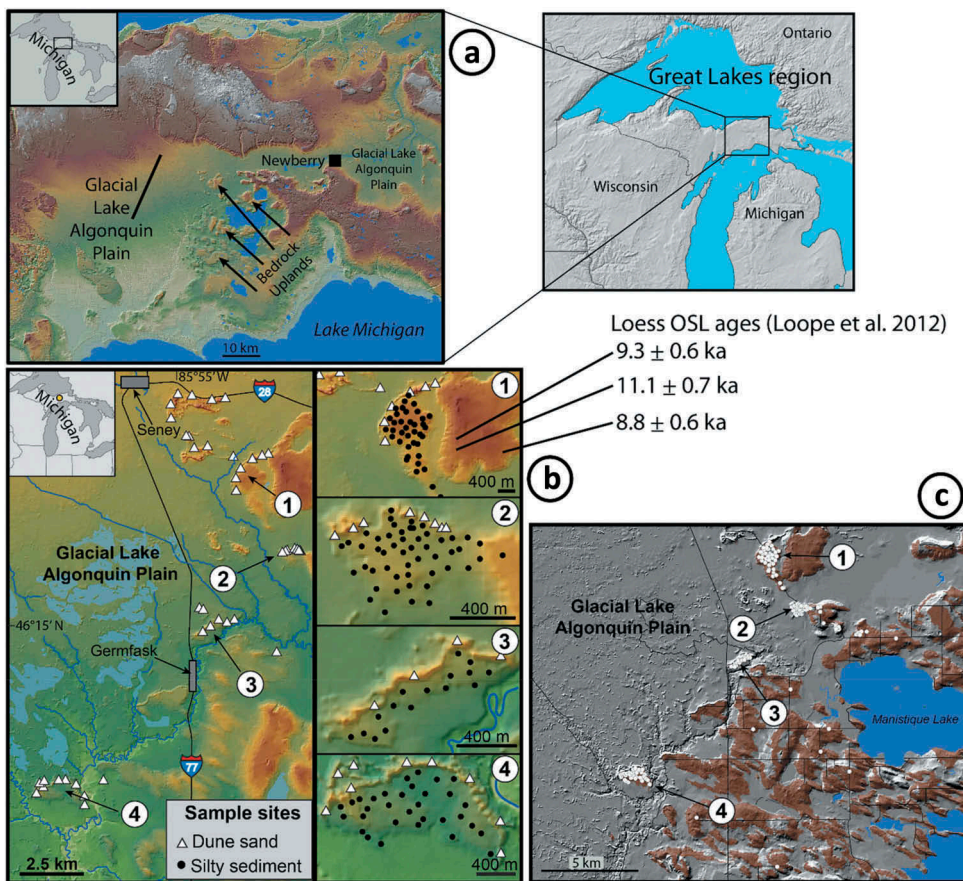 Michigan
a
Newberry
Glacial Lake
Algonquin
Plain
Glacial
Lake
Algonquin
Plain
Bedrock
Uplands
Lake Michigan
10 km
Ontario
Great Lakes region
Wisconsin
Michigan
Loess OSL ages (Loope et al. 2012)
9.3 ± 0.6 ka
11.1 ± 0.7 ka
8.8 ± 0.6 ka
Michigan
85°55' W
28
Seney
1
Glacial Lake
Algonquin Plain
2
46°15' N
Germfask
3
77
4
2.5 km
Sample sites
Dune sand
Silty sediment
1
400 m
2
400 m
3
400 m
4
400 m
b
c
1
Glacial Lake
Algonquin Plain
2
3
Manistique Lake
4
5 km